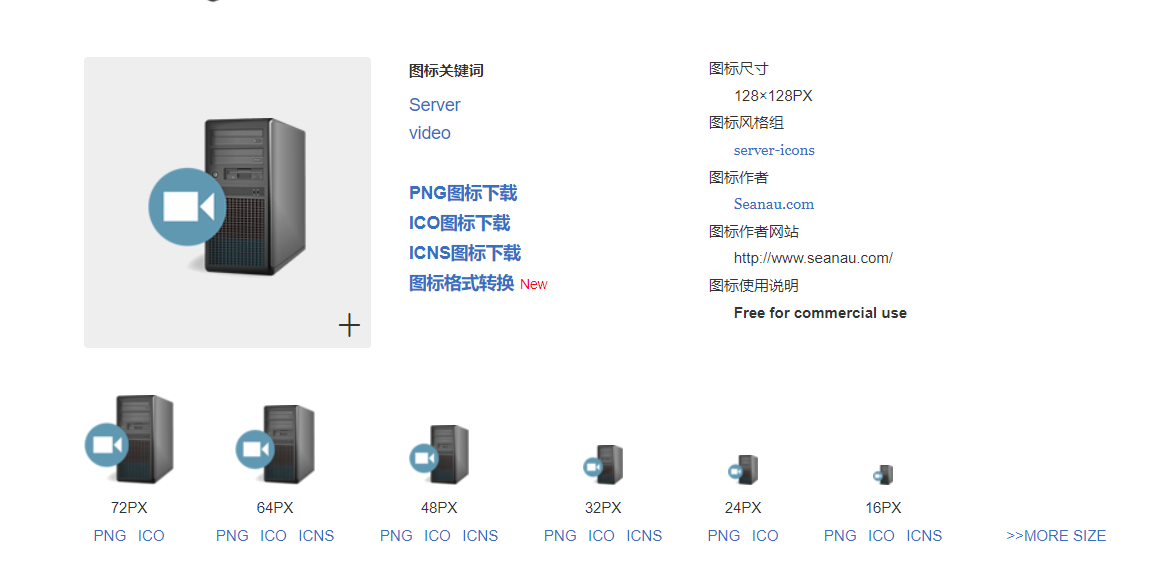 图标关键词
Server
video
PNG图标下载
ICO图标下载
ICNS图标下载
图标格式转换 New
图标尺寸
128×128PX
图标风格组
server-icons
图标作者
Seanau.com
图标作者网站
http://www.seanau.com/
图标使用说明
Free for commercial use
72PX 64PX 48PX 32PX 24PX 16PX
PNG ICO PNG ICO ICNS PNG ICO ICNS PNG ICO ICNS PNG ICO PNG ICO ICNS >>MORE SIZE